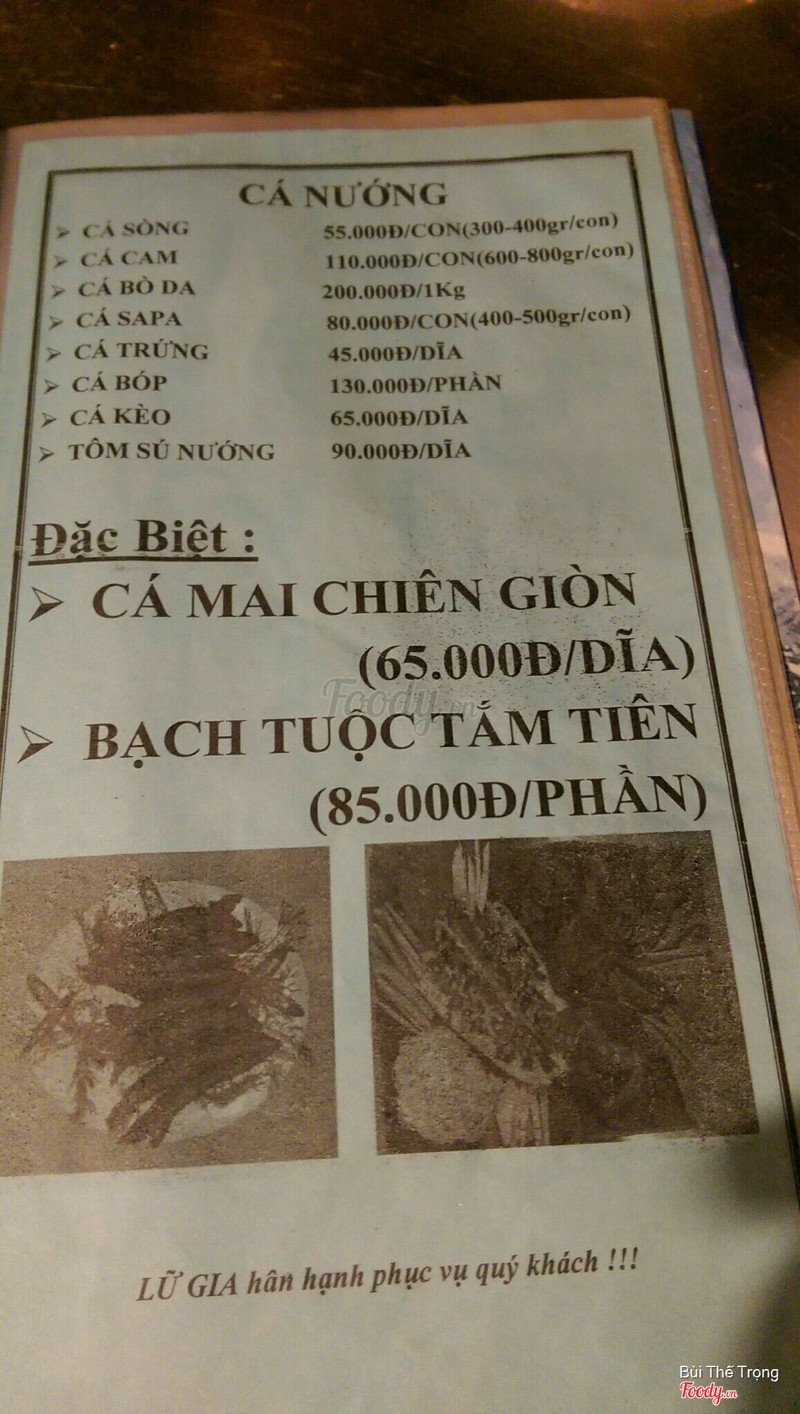 CÁ NƯỚNG
➢ CÁ SÒNG 55.000Đ/CON(300-400gr/con)
➢ CÁ CAM 110.000Đ/CON(600-800gr/con)
➢ CÁ BÒ DA 200.000Đ/1Kg
➢ CÁ SAPA 80.000Đ/CON(400-500gr/con)
➢ CÁ TRỨNG 45.000Đ/DĨA
➢ CÁ BÓP 130.000Đ/PHẦN
➢ CÁ KÈO 65.000Đ/DĨA
➢ TÔM SÚ NƯỚNG 90.000Đ/DĨA
Đặc Biệt :
➢ CÁ MAI CHIÊN GIÒN
(65.000Đ/DĨA)
Foody.vn
➢ BẠCH TUỘC TẮM TIÊN
(85.000Đ/PHẦN)
LỮ GIA hân hạnh phục vụ quý khách !!!
Bùi Thế Trọng
Foody.vn